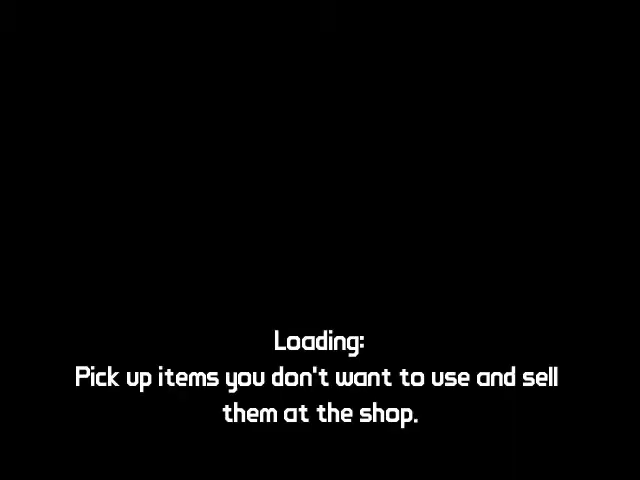 Loading:
Pick up items you don't want to use and sell
them at the shop.